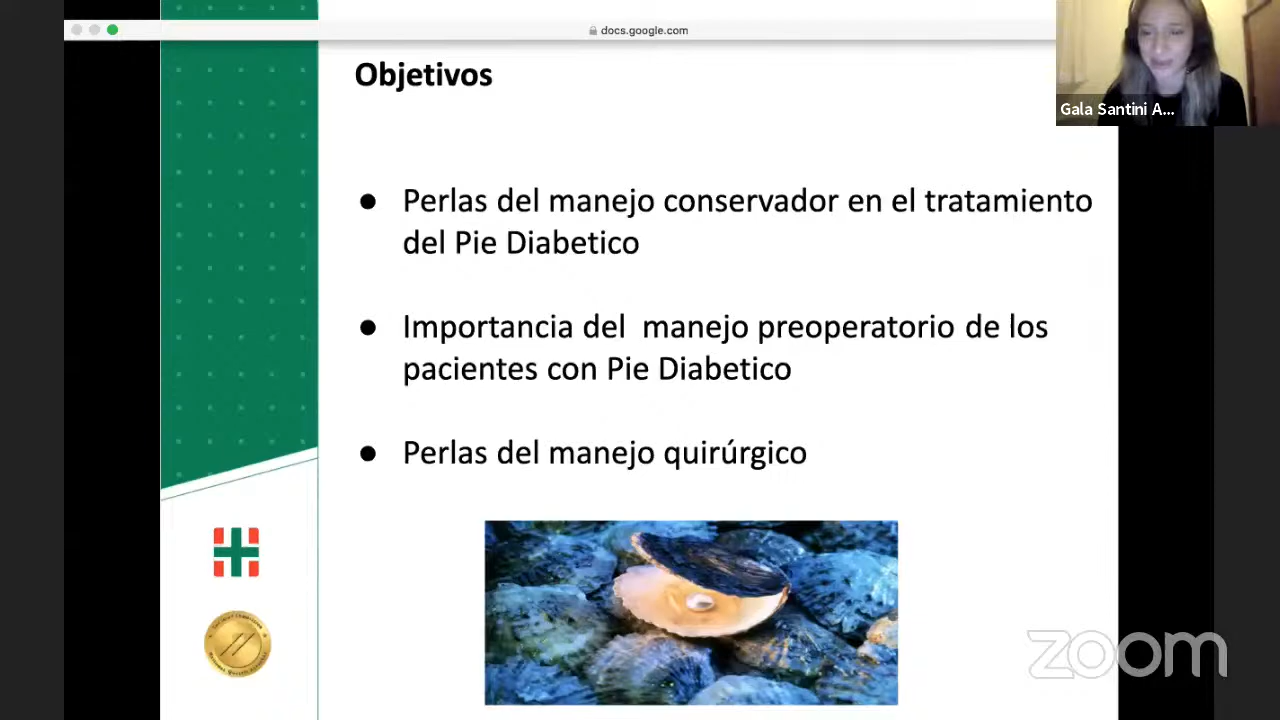 docs.google.com
Objetivos
Gala Santini A...
● Perlas del manejo conservador en el tratamiento
del Pie Diabetico
● Importancia del manejo preoperatorio de los
pacientes con Pie Diabetico
● Perlas del manejo quirúrgico
zoom